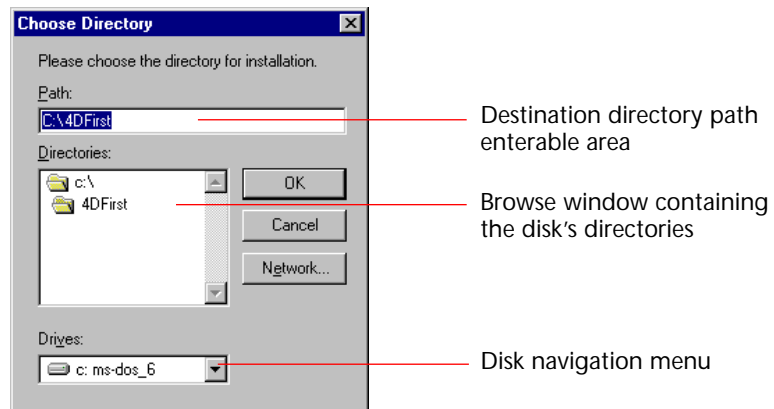 Choose Directory
Please choose the directory for installation.
Path:
C:\4DFirst
Destination directory path
enterable area
Directories:
c:\
4DFirst
OK
Cancel
Network...
Browse window containing
the disk’s directories
Drives:
c: ms-dos_6
Disk navigation menu